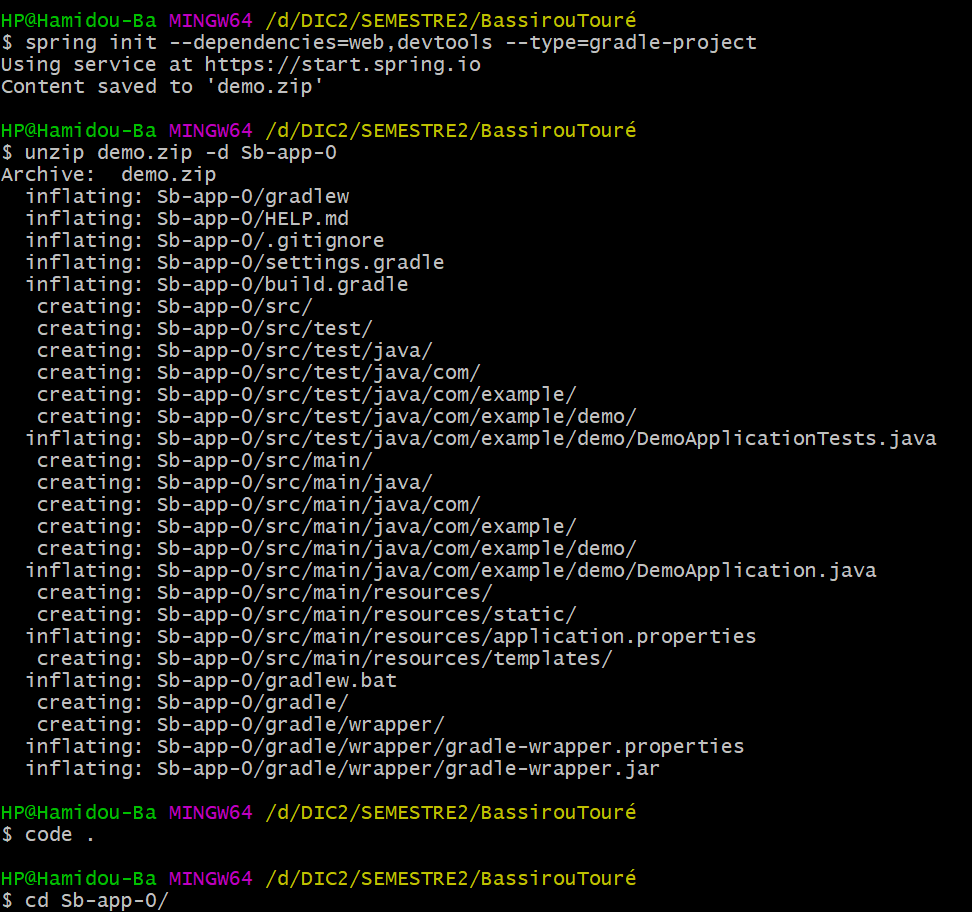 HP@Hamidou-Ba MINGW64 /d/DIC2/SEMESTRE2/BassirouTouré
$ spring init --dependencies=web,devtools --type=gradle-project
Using service at https://start.spring.io
Content saved to 'demo.zip'
HP@Hamidou-Ba MINGW64 /d/DIC2/SEMESTRE2/BassirouTouré
$ unzip demo.zip -d Sb-app-0
Archive:  demo.zip
  inflating: Sb-app-0/gradlew
  inflating: Sb-app-0/HELP.md
  inflating: Sb-app-0/.gitignore
  inflating: Sb-app-0/settings.gradle
  inflating: Sb-app-0/build.gradle
   creating: Sb-app-0/src/
   creating: Sb-app-0/src/test/
   creating: Sb-app-0/src/test/java/
   creating: Sb-app-0/src/test/java/com/
   creating: Sb-app-0/src/test/java/com/example/
   creating: Sb-app-0/src/test/java/com/example/demo/
  inflating: Sb-app-0/src/test/java/com/example/demo/DemoApplicationTests.java
   creating: Sb-app-0/src/main/
   creating: Sb-app-0/src/main/java/
   creating: Sb-app-0/src/main/java/com/
   creating: Sb-app-0/src/main/java/com/example/
   creating: Sb-app-0/src/main/java/com/example/demo/
  inflating: Sb-app-0/src/main/java/com/example/demo/DemoApplication.java
   creating: Sb-app-0/src/main/resources/
   creating: Sb-app-0/src/main/resources/static/
  inflating: Sb-app-0/src/main/resources/application.properties
   creating: Sb-app-0/src/main/resources/templates/
  inflating: Sb-app-0/gradlew.bat
   creating: Sb-app-0/gradle/
   creating: Sb-app-0/gradle/wrapper/
  inflating: Sb-app-0/gradle/wrapper/gradle-wrapper.properties
  inflating: Sb-app-0/gradle/wrapper/gradle-wrapper.jar
HP@Hamidou-Ba MINGW64 /d/DIC2/SEMESTRE2/BassirouTouré
$ code .
HP@Hamidou-Ba MINGW64 /d/DIC2/SEMESTRE2/BassirouTouré
$ cd Sb-app-0/